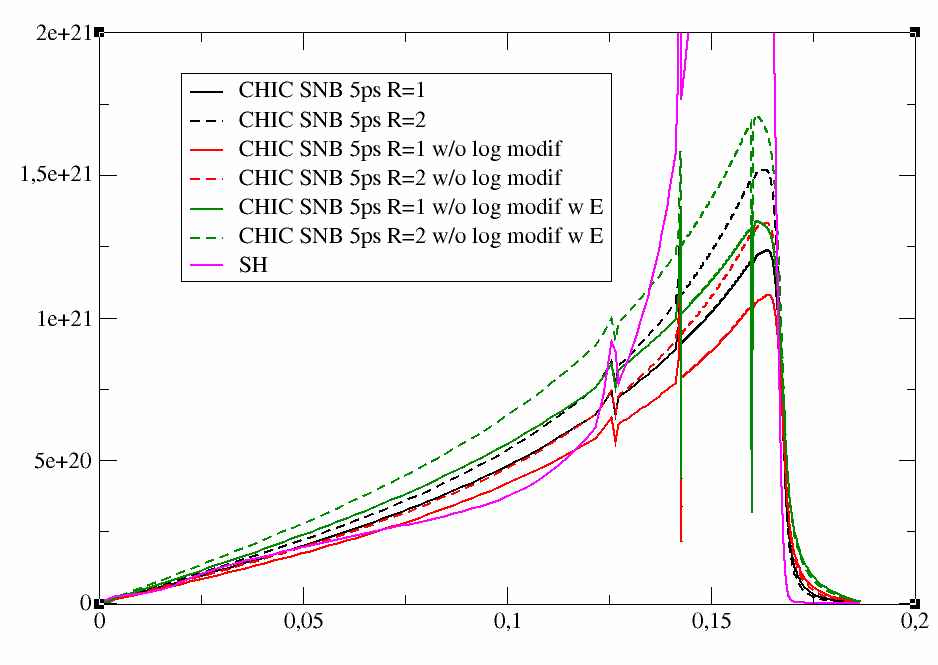 2e+21
1,5e+21
1e+21
5e+20
0
CHIC SNB 5ps R=1
CHIC SNB 5ps R=2
CHIC SNB 5ps R=1 w/o log modif
CHIC SNB 5ps R=2 w/o log modif
CHIC SNB 5ps R=1 w/o log modif w E
CHIC SNB 5ps R=2 w/o log modif w E
SH
0
0,05
0,1
0,15
0,2